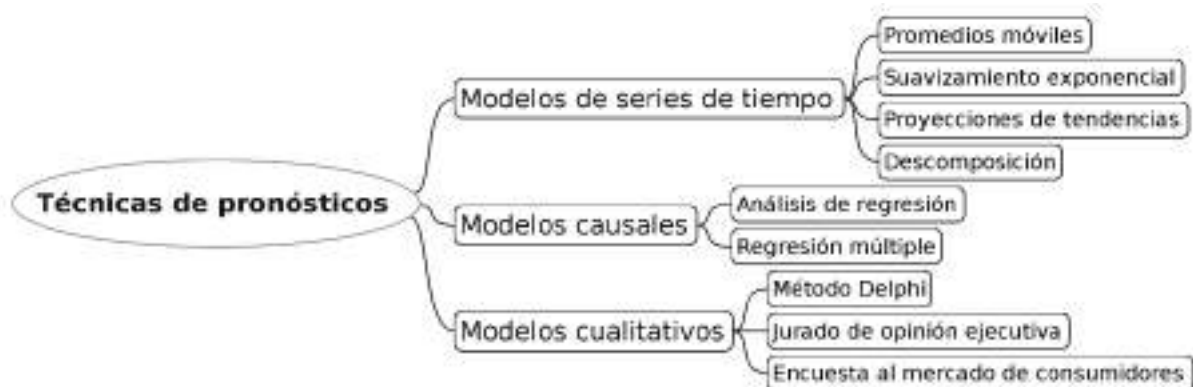 Técnicas de pronósticos
Modelos de series de tiempo
Promedios móviles
Suavizamiento exponencial
Proyecciones de tendencias
Descomposición
Modelos causales
Análisis de regresión
Regresión múltiple
Modelos cualitativos
Método Delphi
Jurado de opinión ejecutiva
Encuesta al mercado de consumidores